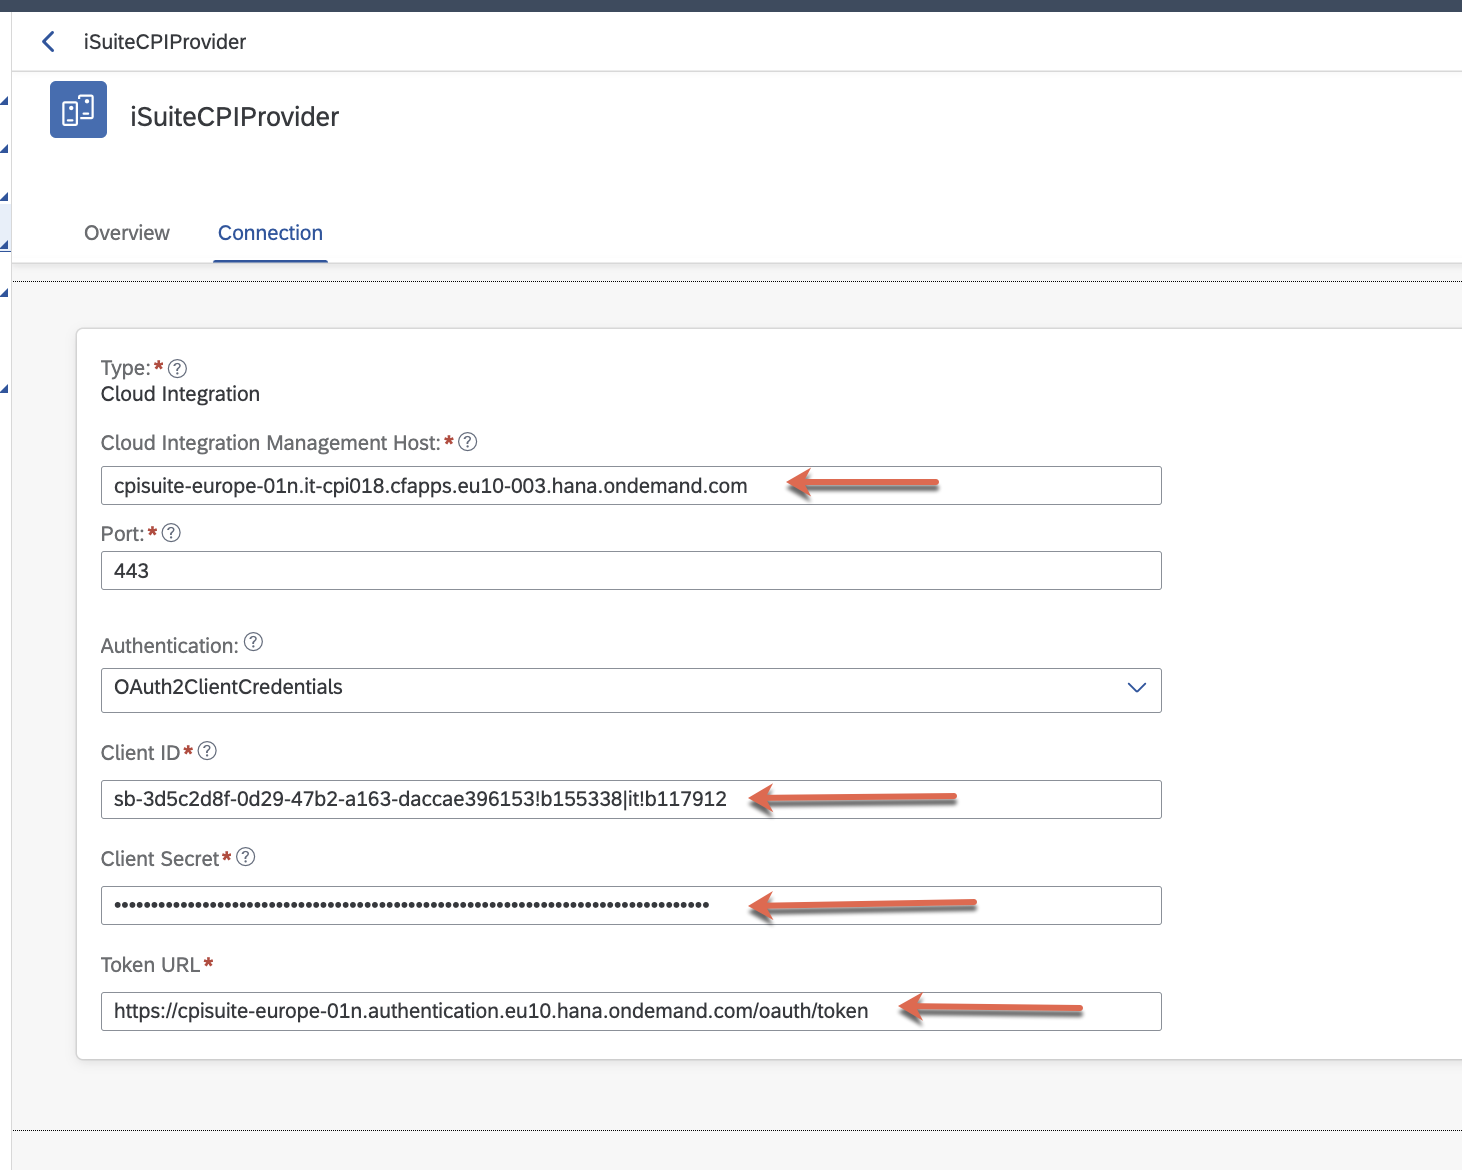 iSuiteCPIProvider
iSuiteCPIProvider
Overview Connection
Type:*
Cloud Integration
Cloud Integration Management Host:*
cpisuite-europe-01n.it-cpi018.cfapps.eu10-003.hana.ondemand.com
Port:*
443
Authentication:
OAuth2ClientCredentials
Client ID*
sb-3d5c2d8f-0d29-47b2-a163-daccae396153!b155338|it!b117912
Client Secret*
Token URL*
https://cpisuite-europe-01n.authentication.eu10.hana.ondemand.com/oauth/token